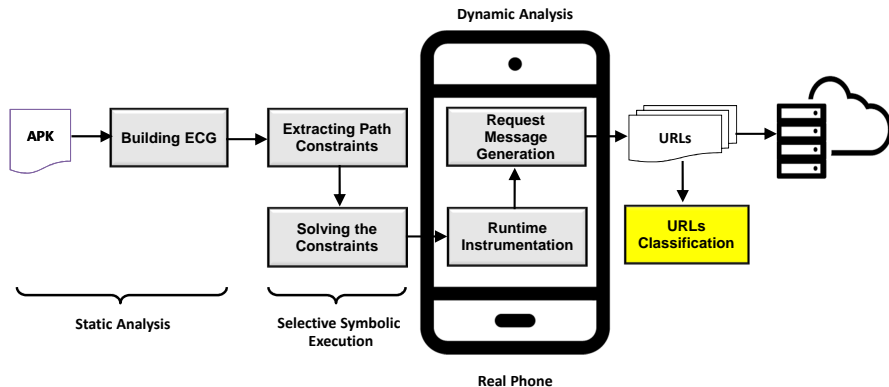 Dynamic Analysis
APK
Building ECG
Extracting Path
Constraints
Request
Message
Generation
URLs
Solving the
Constraints
Runtime
Instrumentation
URLs
Classification
Static Analysis
Selective Symbolic
Execution
Real Phone